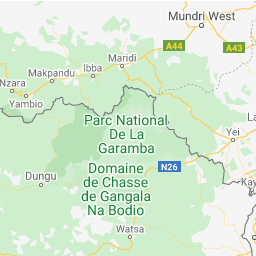 Mundri West
A44
A43
Maridi
Ibba
Makpandu
Nzara
Yambio
Parc National
De La
Garamba
Yei
La
N26
Domaine
de Chasse
de Gangala
Na Bodio
Dungu
Kay
Watsa